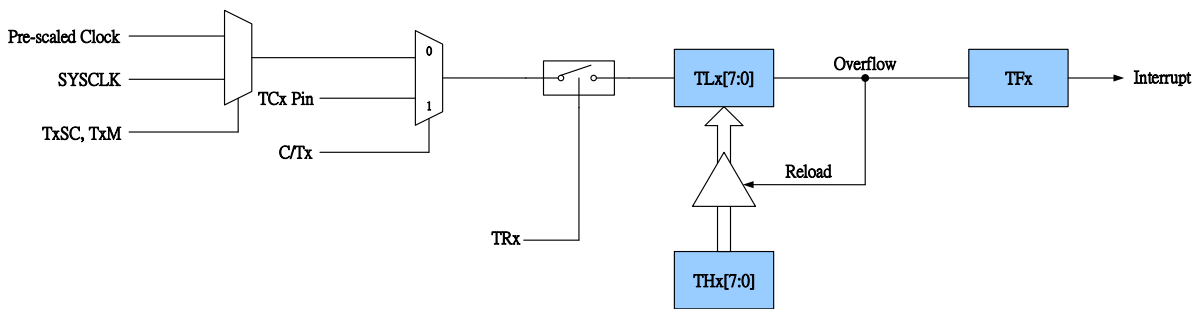 Pre-scaled Clock
SYSCLK
TxSC, TxM
0
TCx Pin
1
C/Tx
TRx
TLx[7:0]
Overflow
TFx
Interrupt
Reload
THx[7:0]